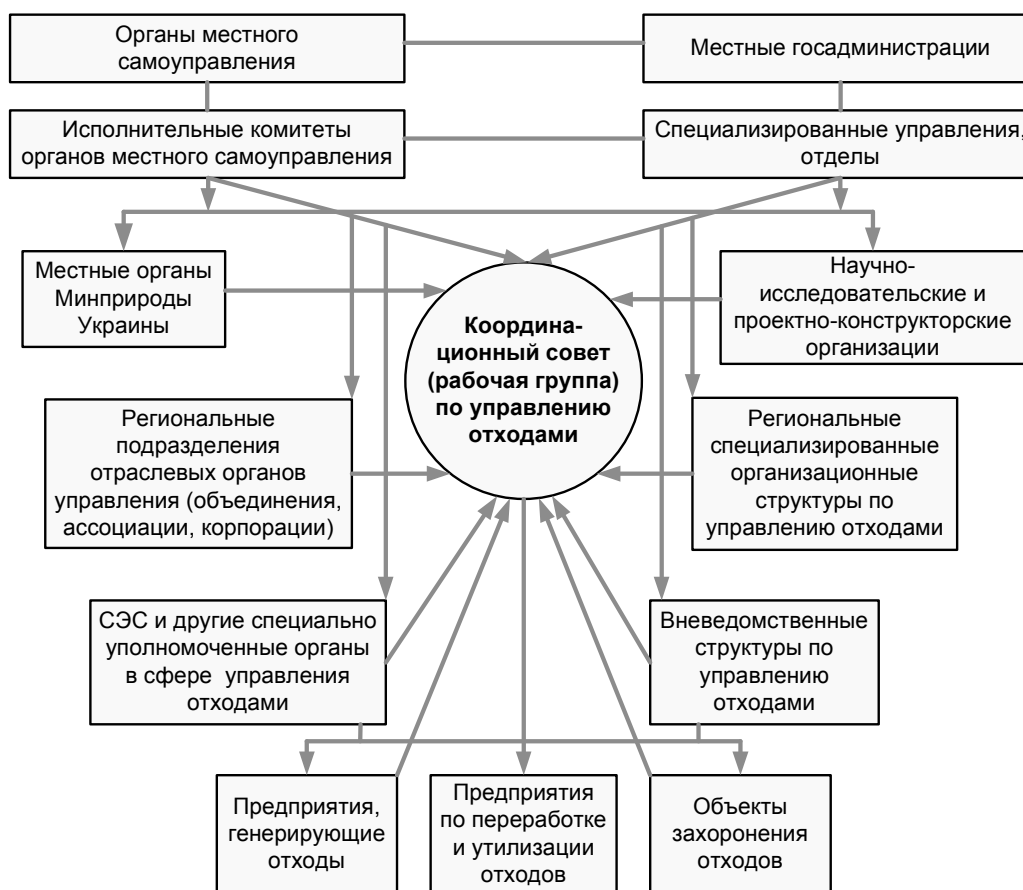 Органы местного
самоуправления
Местные госадминистрации
Исполнительные комитеты
органов местного самоуправления
Специализированные управления,
отделы
Местные органы
Минприроды
Украины
Координа-
ционный совет
(рабочая группа)
по управлению
отходами
Научно-
исследовательские и
проектно-конструкторские
организации
Региональные
подразделения
отраслевых органов
управления (объединения,
ассоциации, корпорации)
Региональные
специализированные
организационные
структуры по
управлению отходами
СЭС и другие специально
уполномоченные органы
в сфере управления
отходами
Вневедомственные
структуры по
управлению
отходами
Предприятия,
генерирующие
отходы
Предприятия
по переработке
и утилизации
отходов
Объекты
захоронения
отходов